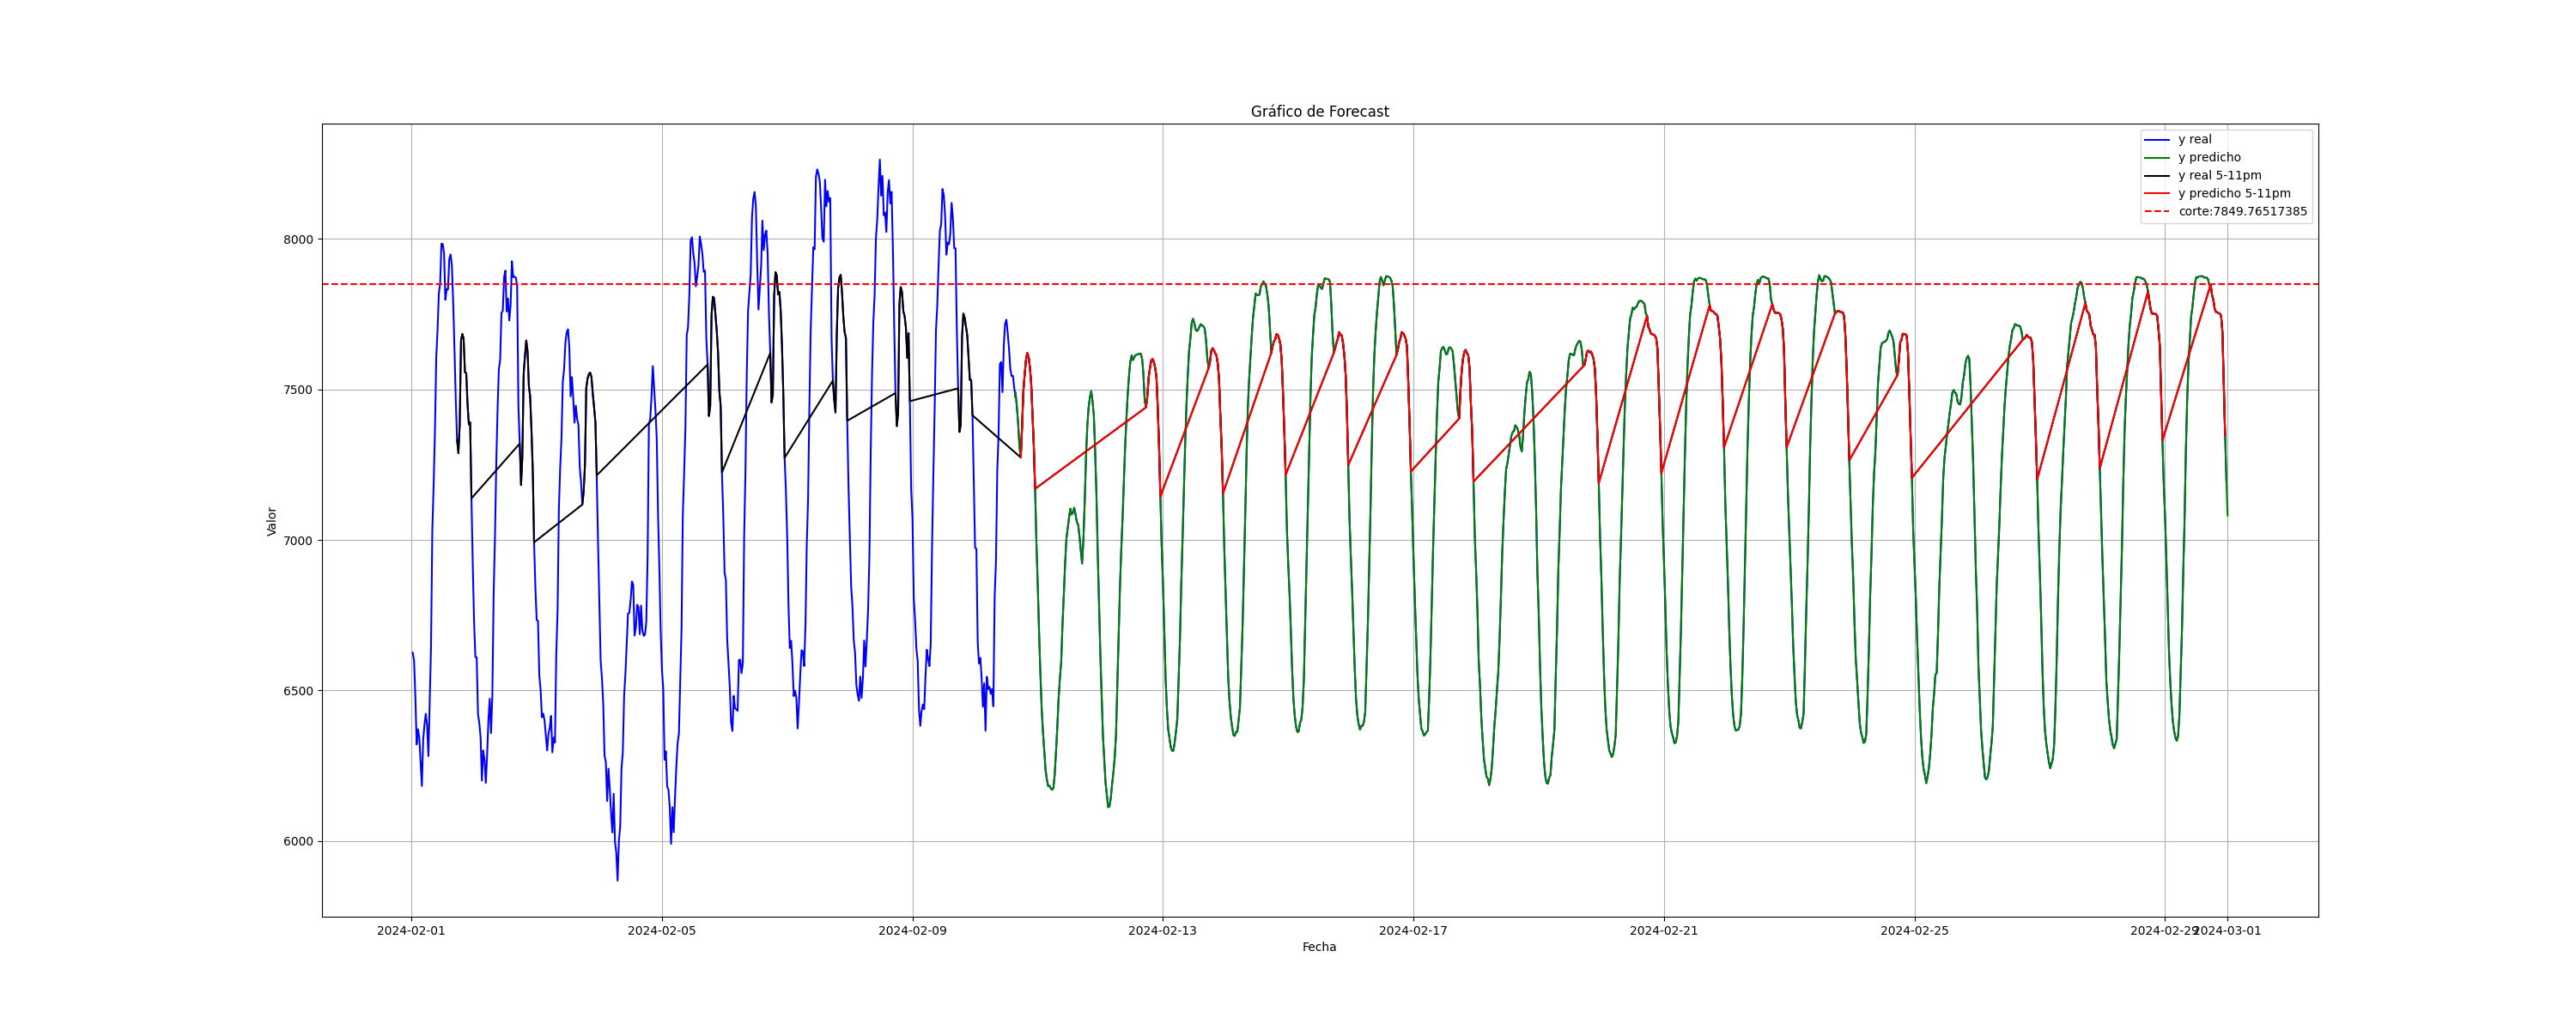 Gráfico de Forecast
y real
y predicho
y real 5-11pm
y predicho 5-11pm
corte:7849.76517385
Valor
8000
7500
7000
6500
6000
2024-02-01
2024-02-05
2024-02-09
2024-02-13
2024-02-17
2024-02-21
2024-02-25
2024-02-29
2024-03-01
Fecha